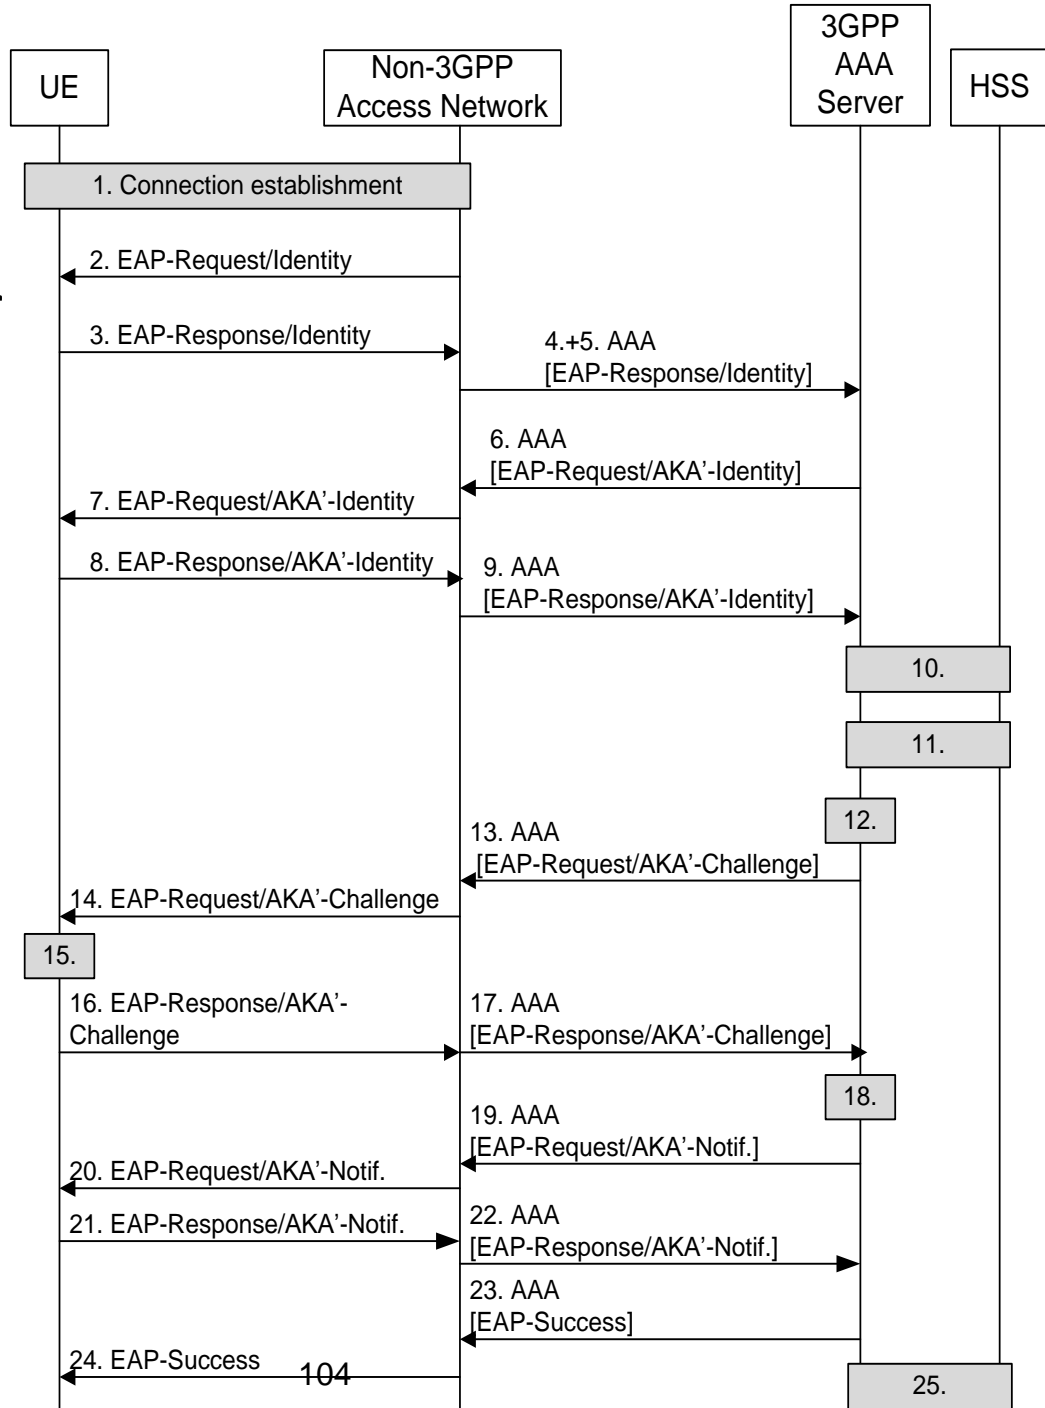 UE
Non-3GPP
Access Network
3GPP
AAA
Server
HSS
1. Connection establishment
2. EAP-Request/Identity
3. EAP-Response/Identity
4.+5. AAA
[EAP-Response/Identity]
6. AAA
[EAP-Request/AKA’-Identity]
7. EAP-Request/AKA’-Identity
8. EAP-Response/AKA’-Identity
9. AAA
[EAP-Response/AKA’-Identity]
10.
11.
12.
13. AAA
[EAP-Request/AKA’-Challenge]
14. EAP-Request/AKA’-Challenge
15.
16. EAP-Response/AKA’-
Challenge
17. AAA
[EAP-Response/AKA’-Challenge]
18.
19. AAA
[EAP-Request/AKA’-Notif.]
20. EAP-Request/AKA’-Notif.
21. EAP-Response/AKA’-Notif.
22. AAA
[EAP-Response/AKA’-Notif.]
23. AAA
[EAP-Success]
24. EAP-Success
104
25.